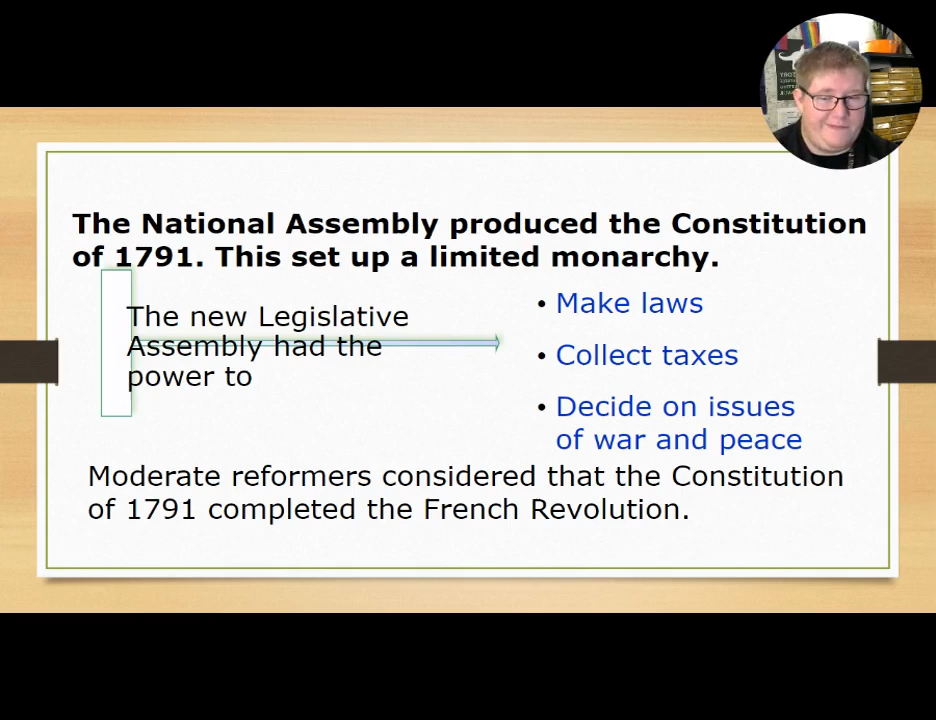 The National Assembly produced the Constitution
of 1791. This set up a limited monarchy.
The new Legislative
Assembly had the
power to
• Make laws
• Collect taxes
• Decide on issues
of war and peace
Moderate reformers considered that the Constitution
of 1791 completed the French Revolution.